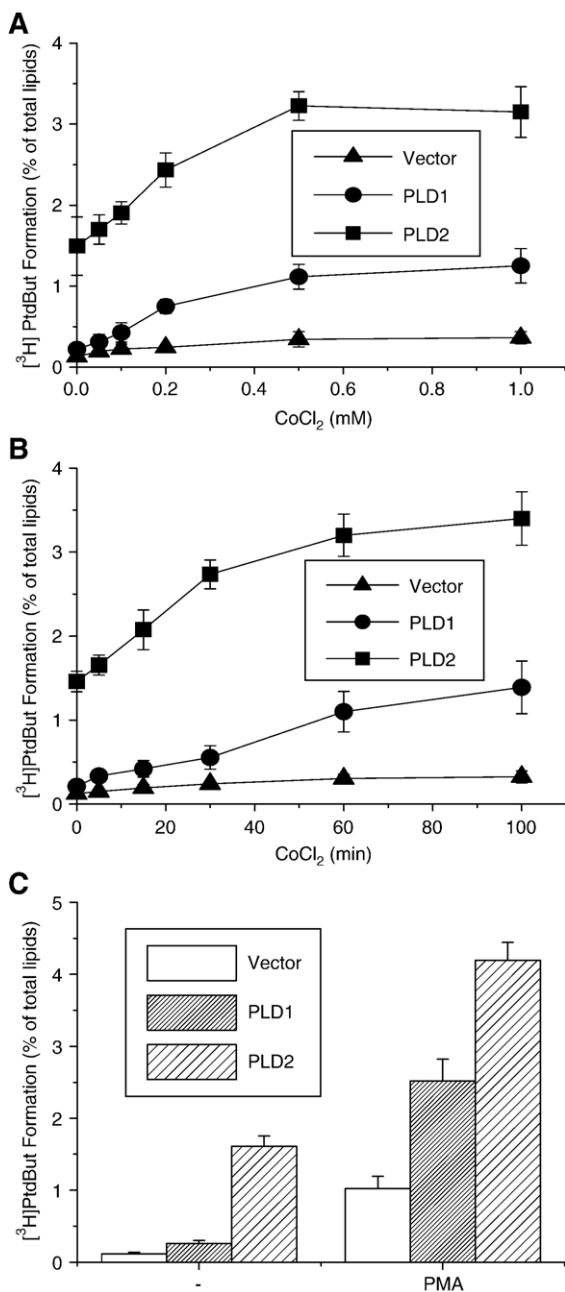 A
[³H] PtdBut Formation (% of total lipids)
4
3
2
1
0
Vector
PLD1
PLD2
0.0
0.2
0.4
0.6
0.8
1.0
CoCl₂ (mM)
B
[³H]PtdBut Formation (% of total lipids)
4
3
2
1
0
Vector
PLD1
PLD2
0
20
40
60
80
100
CoCl₂ (min)
C
[³H]PtdBut Formation (% of total lipids)
5
4
3
2
1
0
Vector
PLD1
PLD2
-
PMA